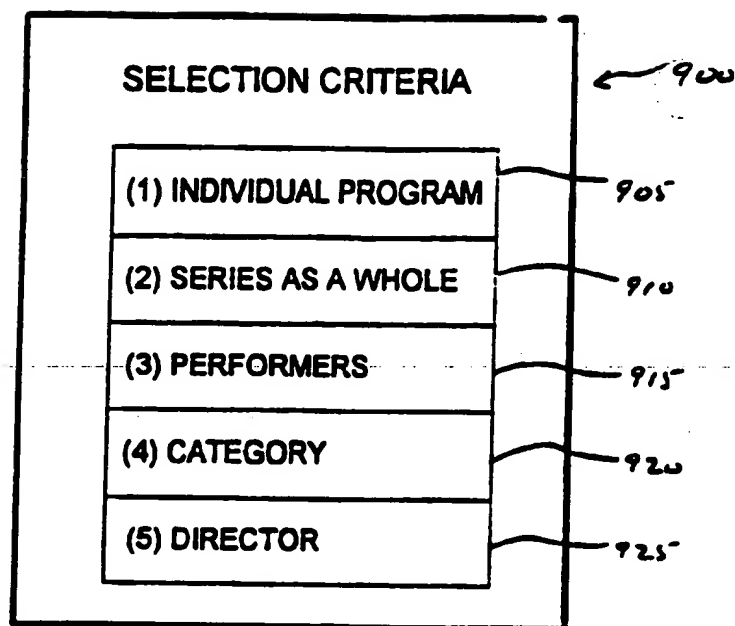 SELECTION CRITERIA
900
(1) INDIVIDUAL PROGRAM
905
(2) SERIES AS A WHOLE
910
(3) PERFORMERS
915
(4) CATEGORY
920
(5) DIRECTOR
925